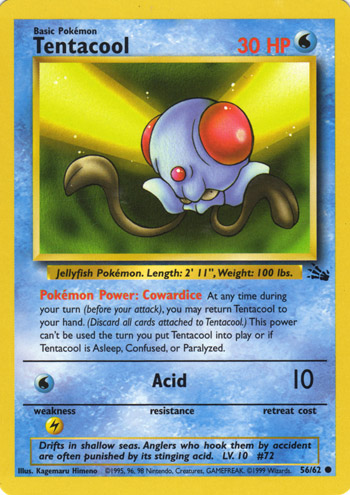 Basic Pokémon
Tentacool 30 HP
Jellyfish Pokémon. Length: 2' 11", Weight: 100 lbs.
Pokémon Power: Cowardice At any time during
your turn (before your attack), you may return Tentacool to
your hand. (Discard all cards attached to Tentacool.) This power
can't be used the turn you put Tentacool into play or if
Tentacool is Asleep, Confused, or Paralyzed.
Acid 10
weakness resistance retreat cost
Drifts in shallow seas. Anglers who hook them by accident
are often punished by its stinging acid. LV. 10 #72
Illus. Kagemaru Himeno ©1995, 96, 98 Nintendo, Creatures, GAMEFREAK. ©1999 Wizards. 56/62